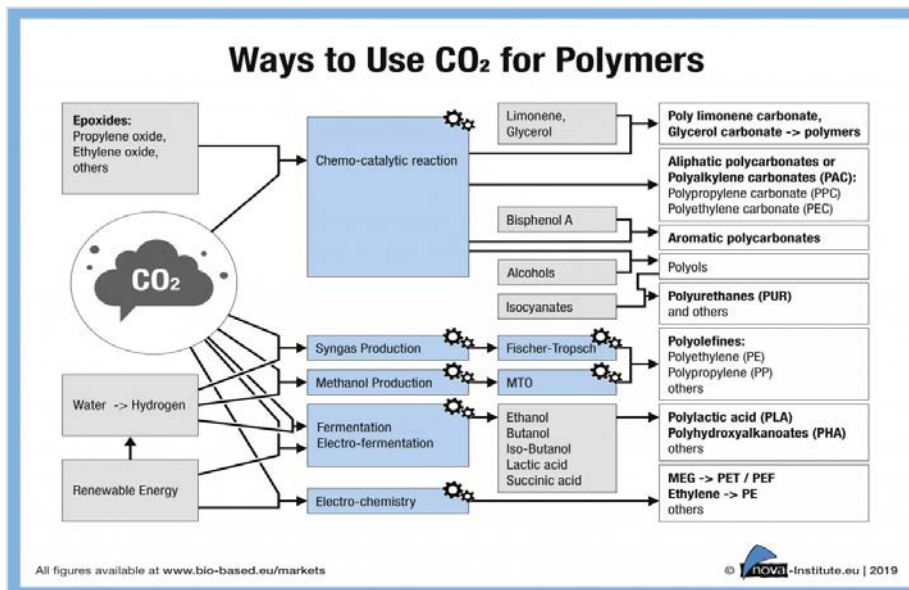 Ways to Use CO₂ for Polymers
Epoxides:
Propylene oxide,
Ethylene oxide,
others
Chemo-catalytic reaction
Limonene,
Glycerol
Poly limonene carbonate,
Glycerol carbonate -> polymers
Aliphatic polycarbonates or
Polyalkylene carbonates (PAC):
Polypropylene carbonate (PPC)
Polyethylene carbonate (PEC)
Bisphenol A
Aromatic polycarbonates
CO₂
Alcohols
Polyols
Isocyanates
Polyurethanes (PUR)
and others
Syngas Production
Fischer-Tropsch
Polyolefines:
Polyethylene (PE)
Polypropylene (PP)
others
Methanol Production
MTO
Water -> Hydrogen
Fermentation
Electro-fermentation
Ethanol
Butanol
Iso-Butanol
Lactic acid
Succinic acid
Polylactic acid (PLA)
Polyhydroxyalkanoates (PHA)
others
Renewable Energy
Electro-chemistry
MEG -> PET / PEF
Ethylene -> PE
others
All figures available at www.bio-based.eu/markets
© nova-Institute.eu | 2019